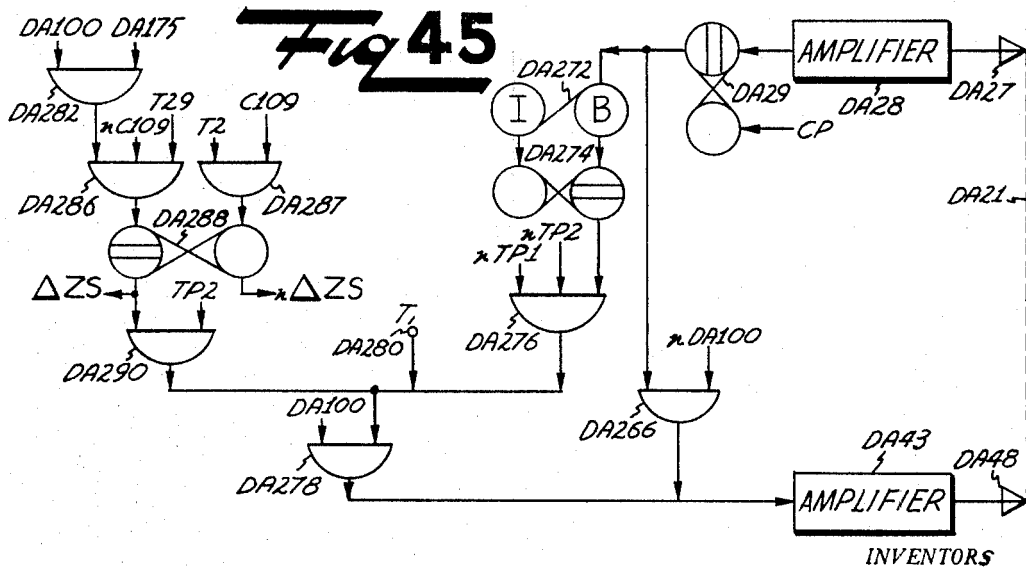 Fig 45
DA100 DA175
DA282
T29
nC109
T2
C109
DA286
DA287
DA288
ΔZS
nΔZS
TP2
DA290
T1
DA280
DA100
DA278
DA272
I
B
DA274
nTP2
nTP1
DA276
nDA100
DA266
DA29
CP
AMPLIFIER
DA28
DA27
DA21
DA43
AMPLIFIER
DA48
INVENTORS